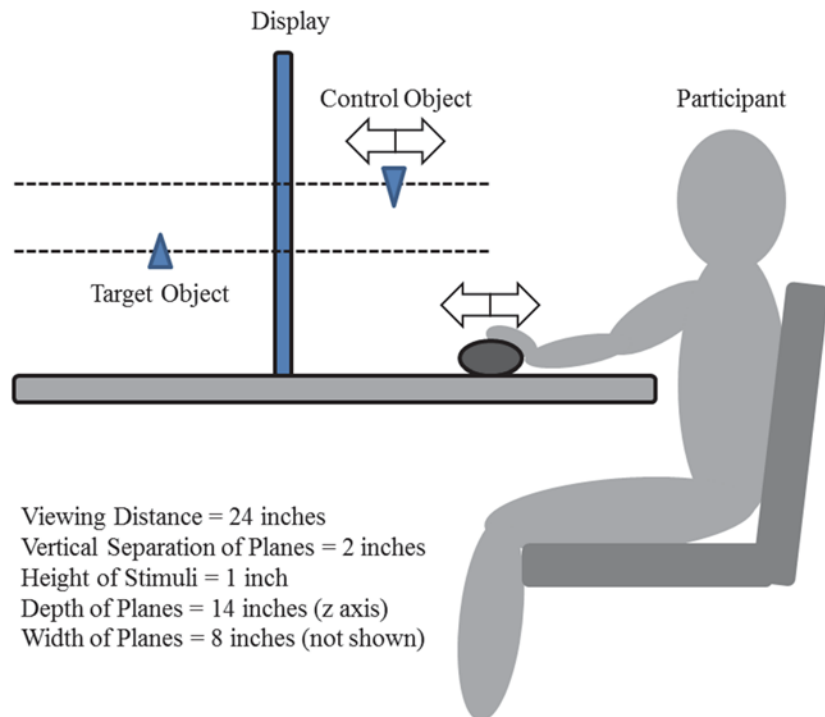 Display
Control Object
Participant
Target Object
Viewing Distance = 24 inches
Vertical Separation of Planes = 2 inches
Height of Stimuli = 1 inch
Depth of Planes = 14 inches (z axis)
Width of Planes = 8 inches (not shown)